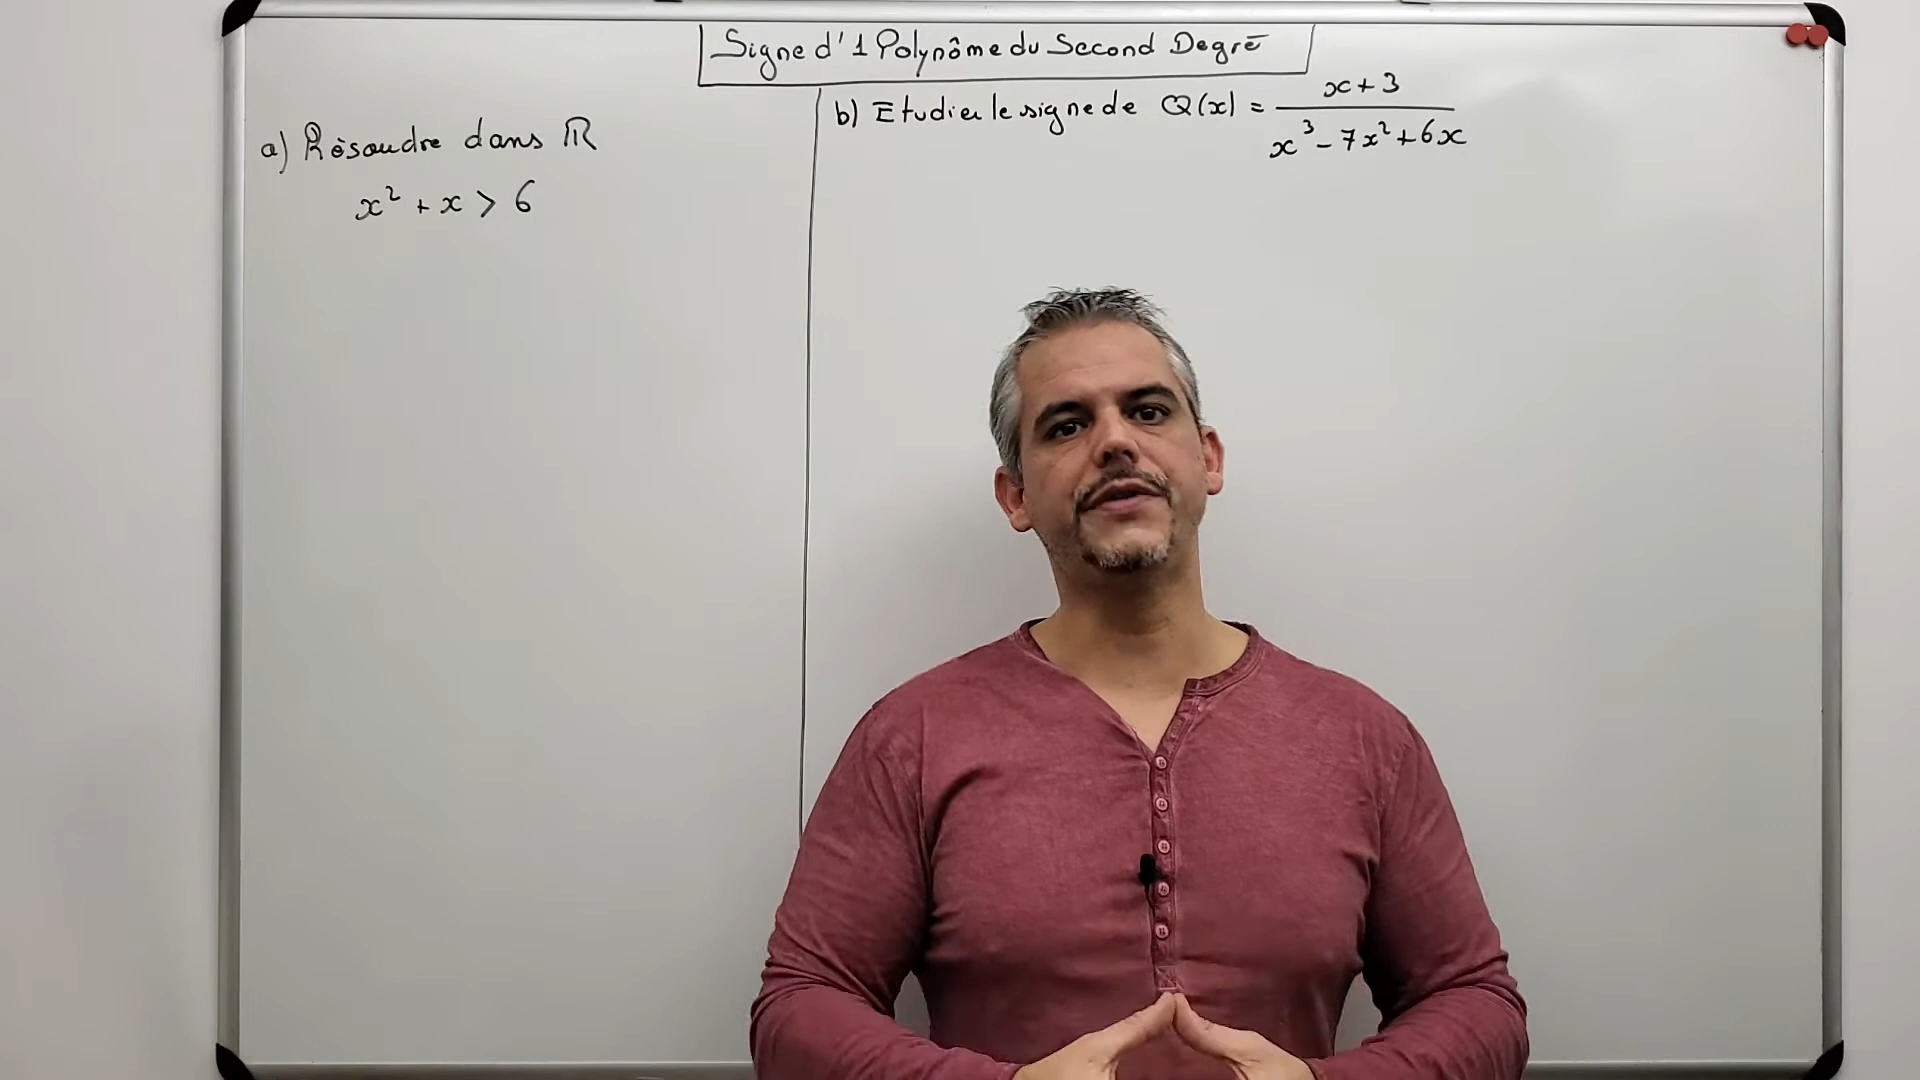 Signe d'1 Polynôme du Second Degré
a) Résoudre dans ℝ
x² + x > 6
b) Etudier le signe de Q(x) = (x + 3) / (x³ - 7x² + 6x)